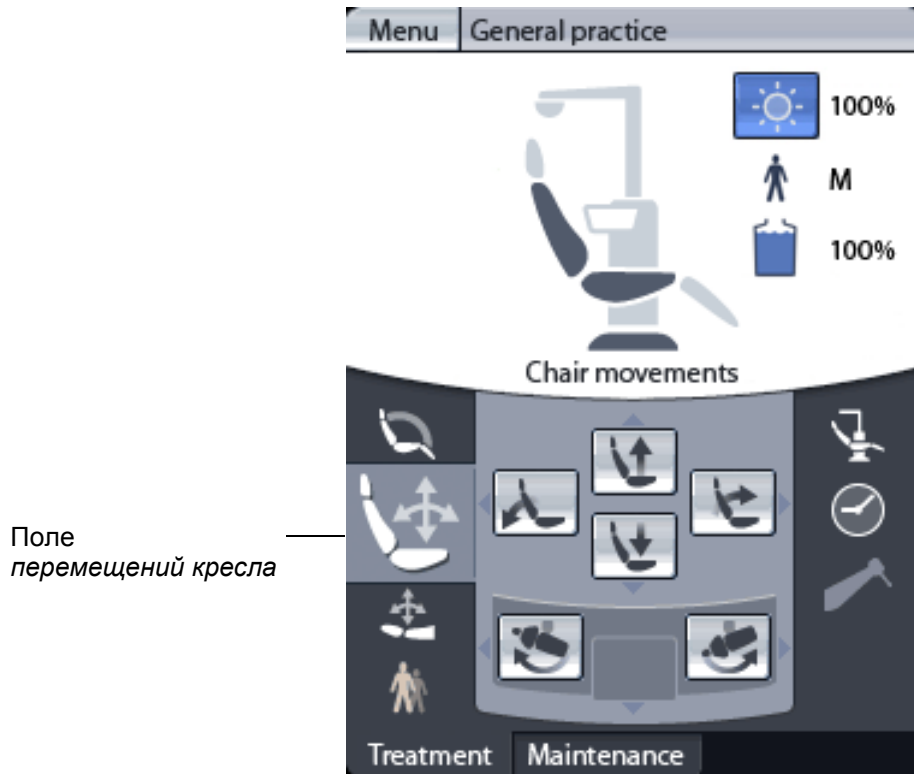 Menu General practice
100%
M
100%
Chair movements
Поле
перемещений кресла
Treatment Maintenance